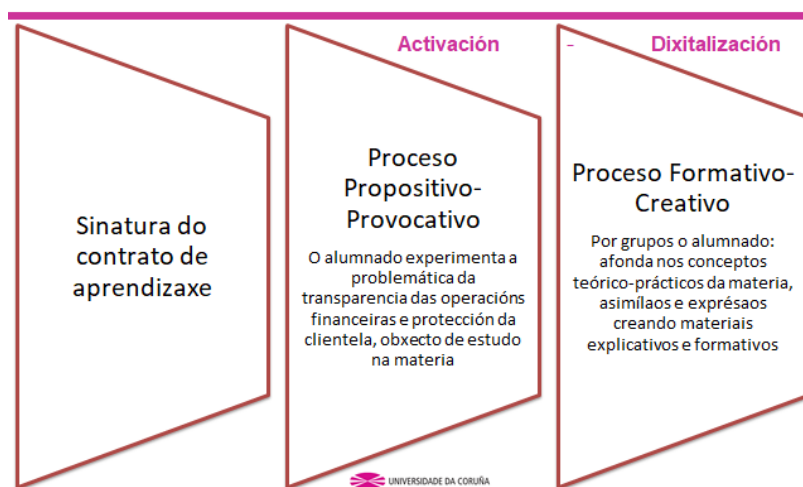 Activación
- Dixitalización
Sinatura do
contrato de
aprendizaxe
Proceso
Propositivo-
Provocativo
O alumnado experimenta a
problemática da
transparencia das operacións
financeiras e protección da
clientela, obxecto de estudo
na materia
Proceso Formativo-
Creativo
Por grupos o alumnado:
afonda nos conceptos
teórico-prácticos da materia,
asimílaos e exprésaos
creando materiais
explicativos e formativos
UNIVERSIDADE DA CORUÑA